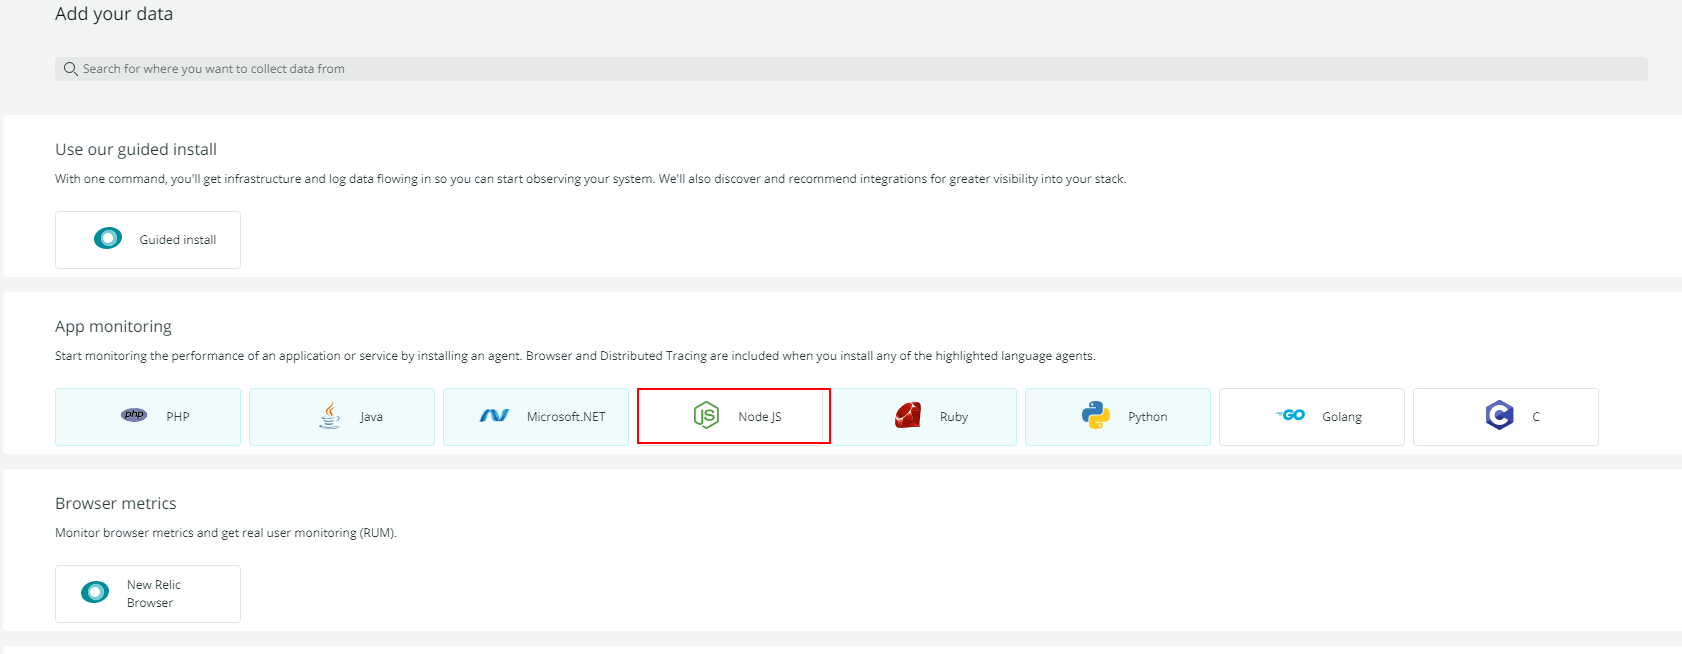 Add your data
Search for where you want to collect data from
Use our guided install
With one command, you'll get infrastructure and log data flowing in so you can start observing your system. We'll also discover and recommend integrations for greater visibility into your stack.
Guided install
App monitoring
Start monitoring the performance of an application or service by installing an agent. Browser and Distributed Tracing are included when you install any of the highlighted language agents.
php PHP
Java
Microsoft.NET
JS Node JS
Ruby
Python
GO Golang
C C
Browser metrics
Monitor browser metrics and get real user monitoring (RUM).
New Relic
Browser